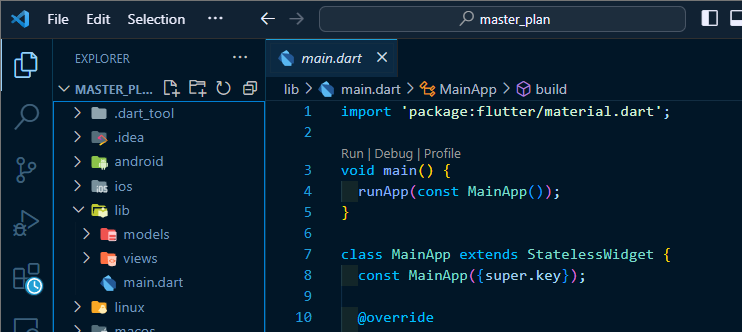 File Edit Selection ··· master_plan
EXPLORER ···
MASTER_PL...
.dart_tool
.idea
android
ios
lib
models
views
main.dart
linux
macos
main.dart
lib > main.dart > MainApp > build
1 import 'package:flutter/material.dart';
2
Run | Debug | Profile
3 void main() {
4 runApp(const MainApp());
5 }
6
7 class MainApp extends StatelessWidget {
8 const MainApp({super.key});
9
10 @override